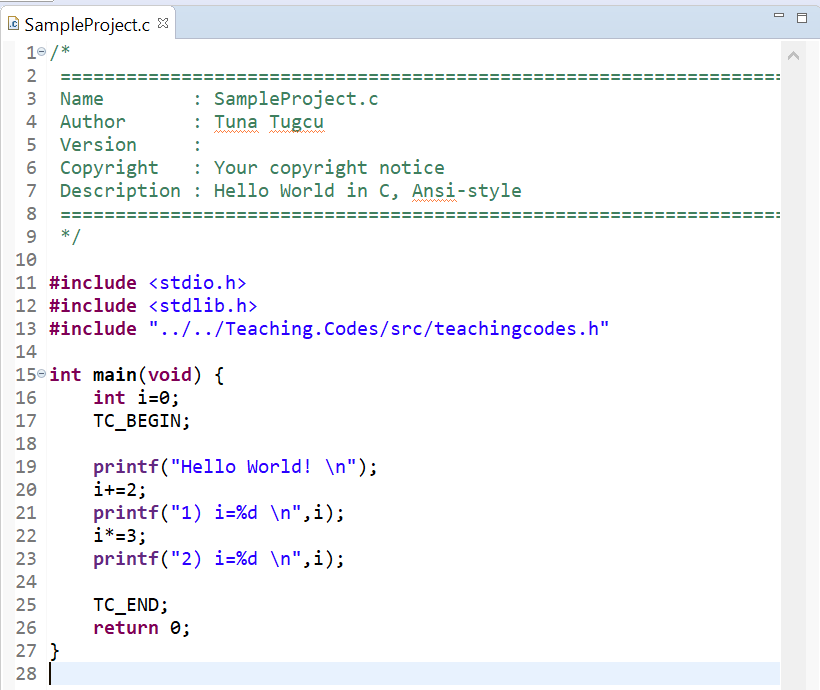 SampleProject.c
1 /*
2 ==================================================================
3 Name        : SampleProject.c
4 Author      : Tuna Tugcu
5 Version     :
6 Copyright   : Your copyright notice
7 Description : Hello World in C, Ansi-style
8 ==================================================================
9 */
10
11 #include <stdio.h>
12 #include <stdlib.h>
13 #include "../../Teaching.Codes/src/teachingcodes.h"
14
15 int main(void) {
16     int i=0;
17     TC_BEGIN;
18
19     printf("Hello World! \n");
20     i+=2;
21     printf("1) i=%d \n",i);
22     i*=3;
23     printf("2) i=%d \n",i);
24
25     TC_END;
26     return 0;
27 }
28